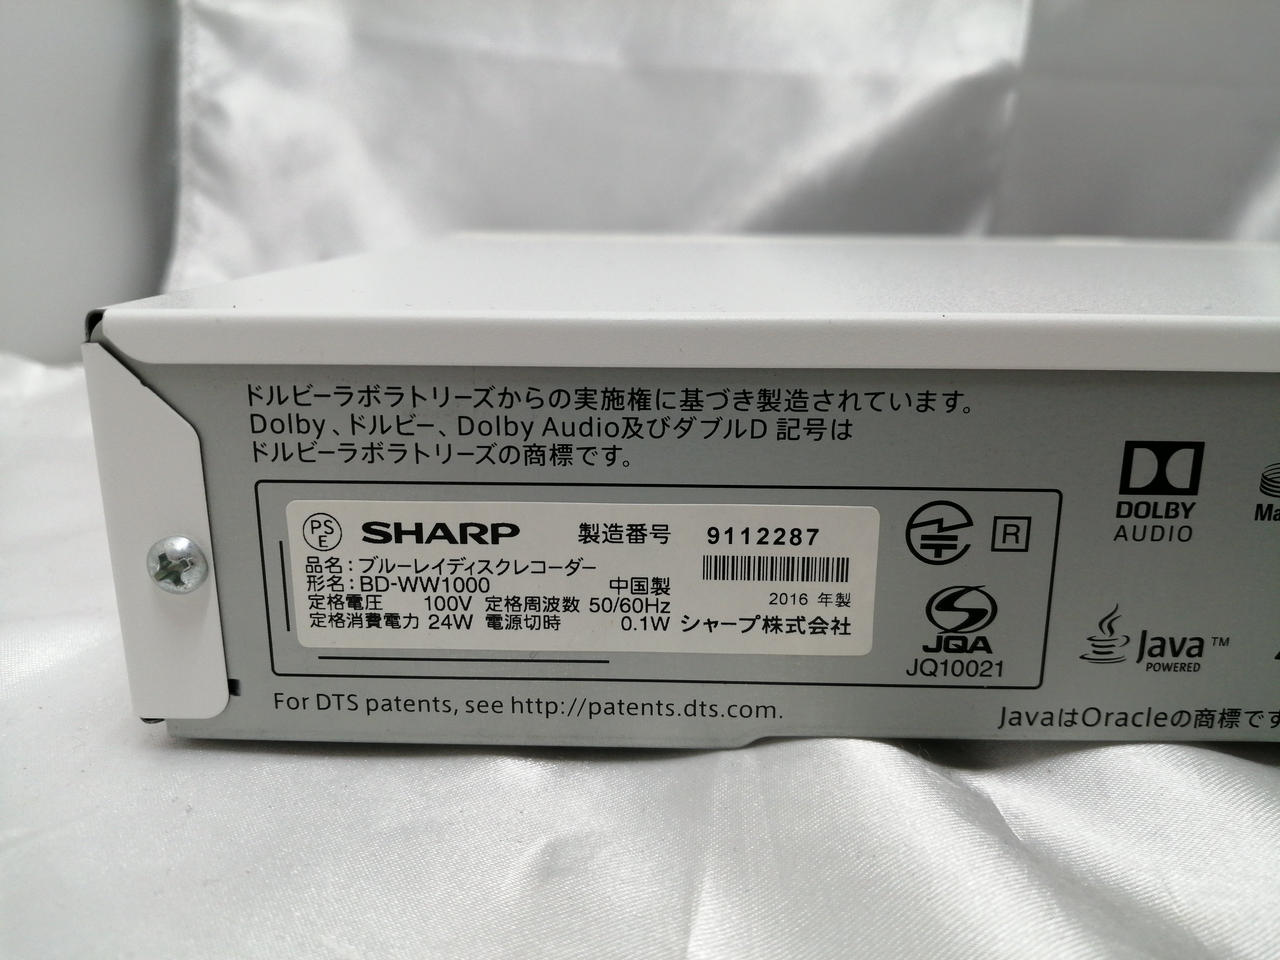 ドルビーラボラトリーズからの実施権に基づき製造されています。
Dolby、ドルビー、Dolby Audio及びダブルD 記号は
ドルビーラボラトリーズの商標です。
PS
E
SHARP 製造番号 9112287
品名：ブルーレイディスクレコーダー
形名：BD-WW1000 中国製
定格電圧 100V 定格周波数 50/60Hz 2016 年製
定格消費電力 24W 電源切時 0.1W シャープ株式会社
R
JQA
JQ10021
DOLBY
AUDIO
Ma
Java™
POWERED
For DTS patents, see http://patents.dts.com.
JavaはOracleの商標です